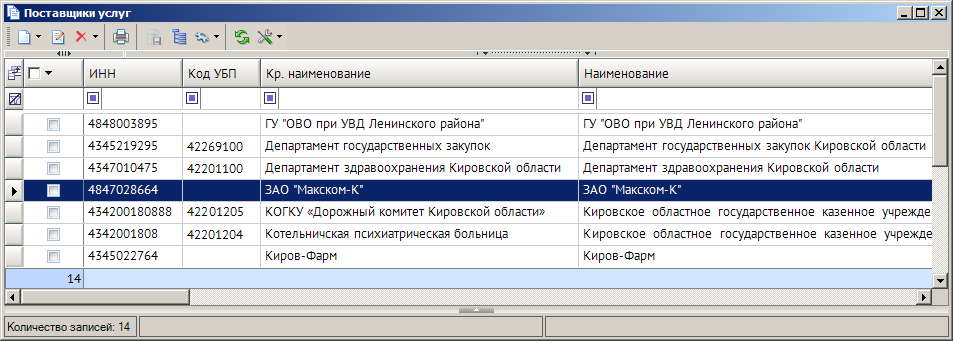 Поставщики услуг
ИНН Код УБП Кр. наименование Наименование
4848003895 ГУ "ОВО при УВД Ленинского района" ГУ "ОВО при УВД Ленинского района"
4345219295 42269100 Департамент государственных закупок Департамент государственных закупок Кировской области
4347010475 42201100 Департамент здравоохранения Кировской области Департамент здравоохранения Кировской области
4847028664 ЗАО "Макском-К" ЗАО "Макском-К"
434200180888 42201205 КОГКУ «Дорожный комитет Кировской области» Кировское областное государственное казенное учрежде
4342001808 42201204 Котельничская психиатрическая больница Кировское областное государственное казенное учрежде
4345022764 Киров-Фарм Киров-Фарм
14
Количество записей: 14